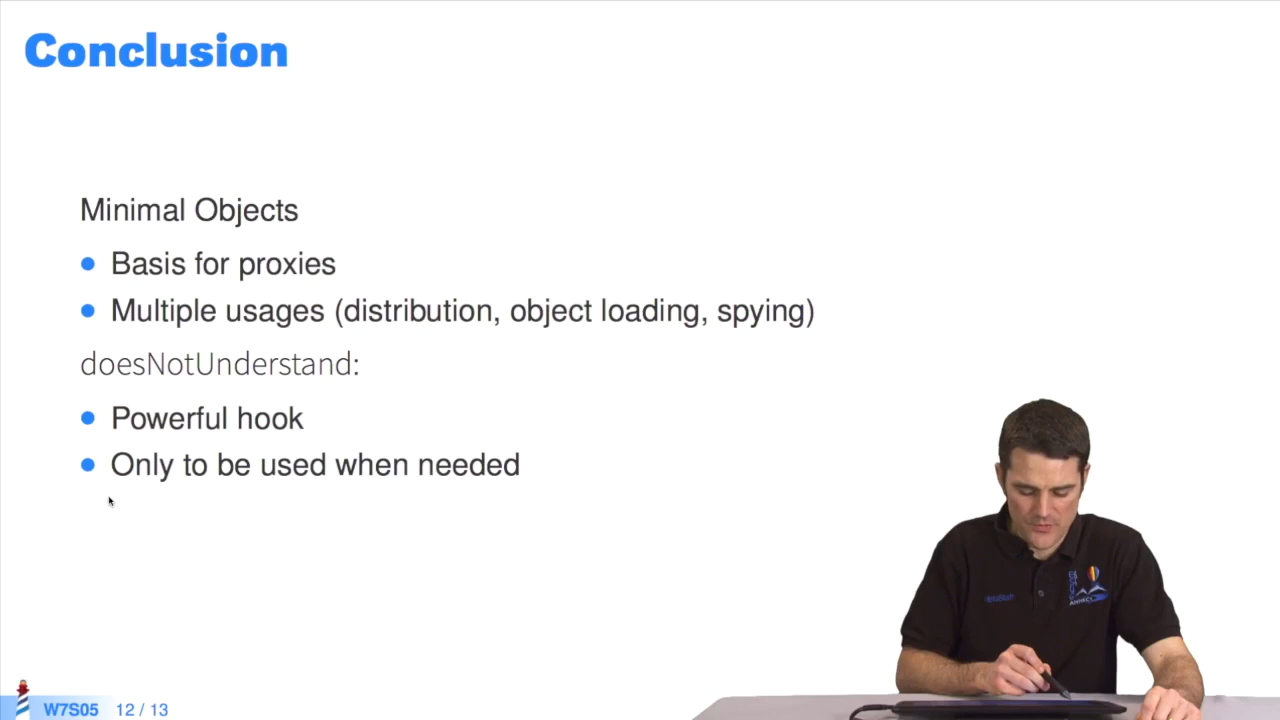 Conclusion
Minimal Objects
Basis for proxies
Multiple usages (distribution, object loading, spying)
doesNotUnderstand:
Powerful hook
Only to be used when needed
ANNECY
W7S05 12 / 13